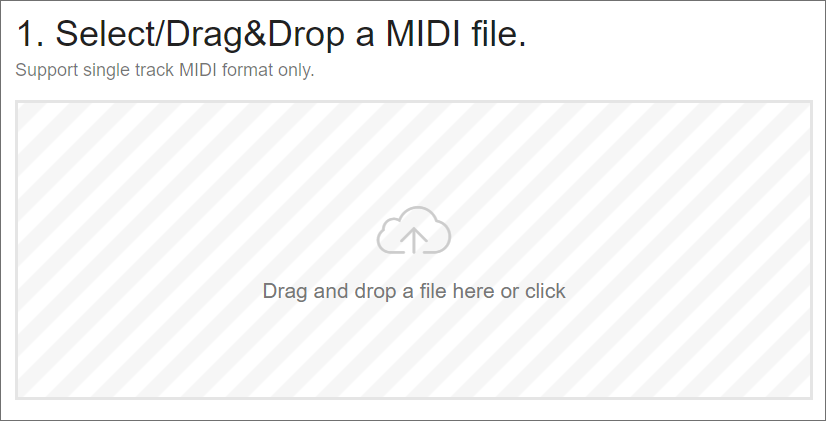 1. Select/Drag&Drop a MIDI file.
Support single track MIDI format only.
Drag and drop a file here or click